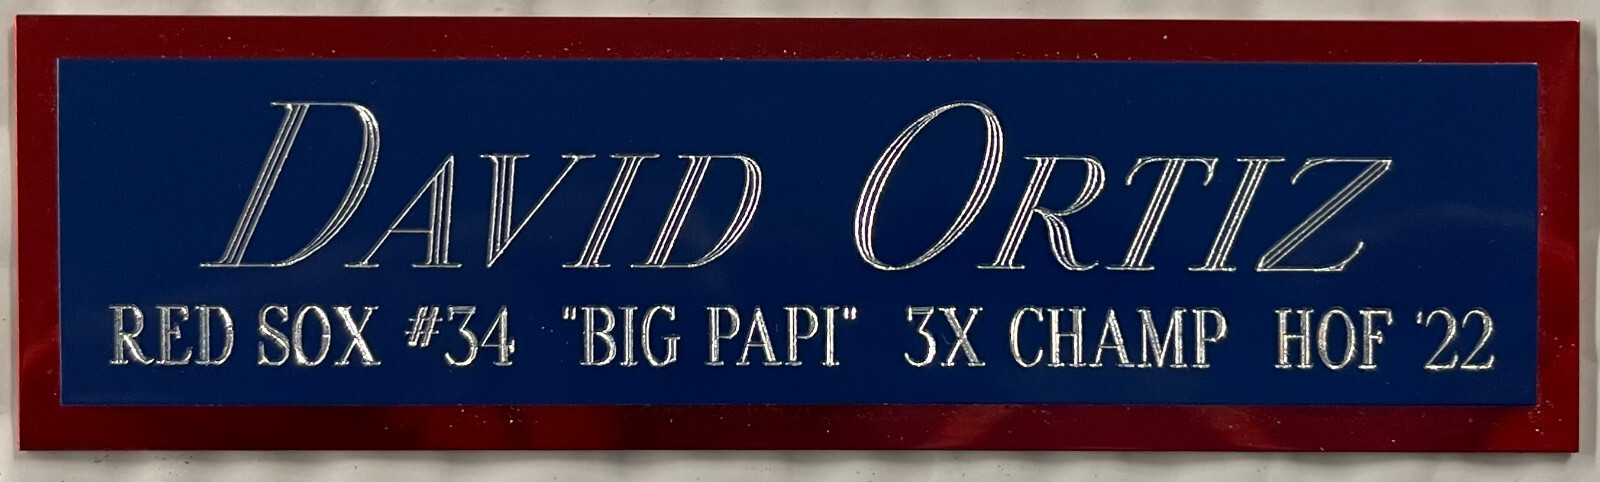 DAVID ORTIZ
RED SOX #34 "BIG PAPI" 3X CHAMP HOF '22